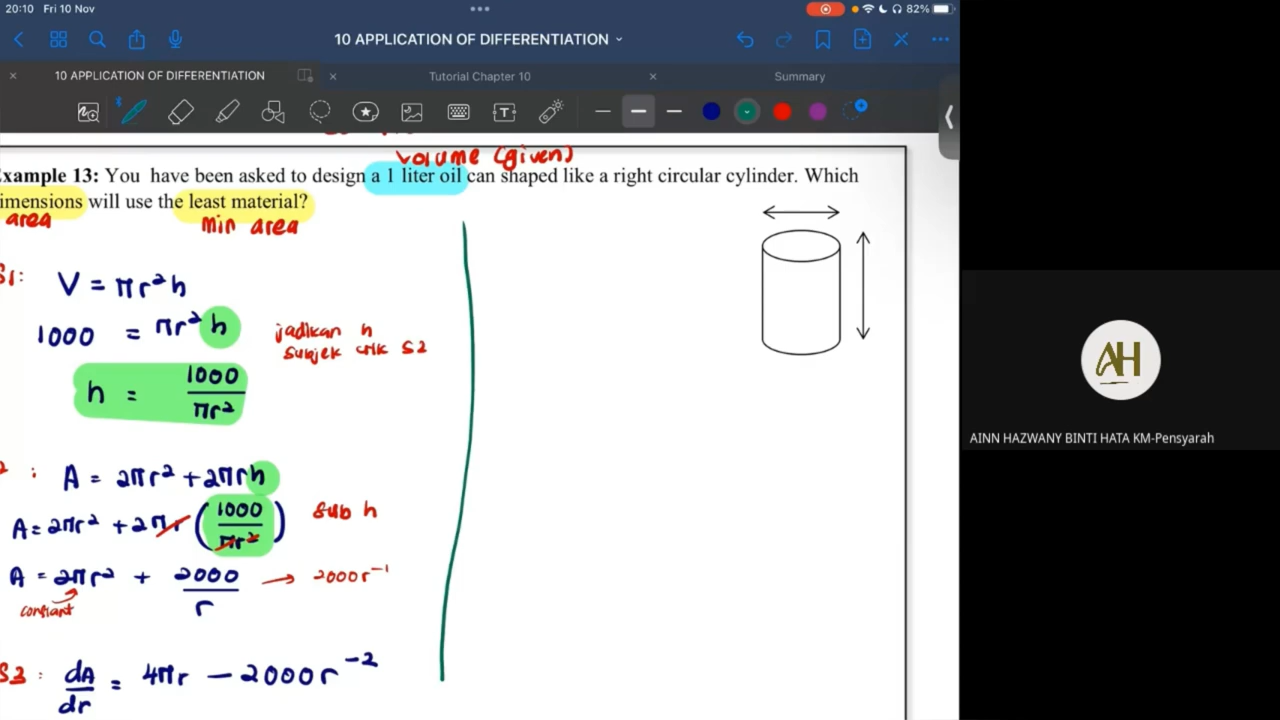 20:10 Fri 10 Nov
82%
10 APPLICATION OF DIFFERENTIATION
10 APPLICATION OF DIFFERENTIATION
Tutorial Chapter 10
Summary
volume (given)
xample 13: You have been asked to design a 1 liter oil can shaped like a right circular cylinder. Which
imensions will use the least material?
area
min area
S1:
V = πr²h
1000 = πr²h
jadikan h
subjek utk S2
h = 1000/πr²
: A = 2πr² + 2πrh
A = 2πr² + 2πr (1000/πr²) sub h
A = 2πr² + 2000/r → 2000r⁻¹
constant
S3: dA/dr = 4πr − 2000r⁻²
AH
AINN HAZWANY BINTI HATA KM-Pensyarah